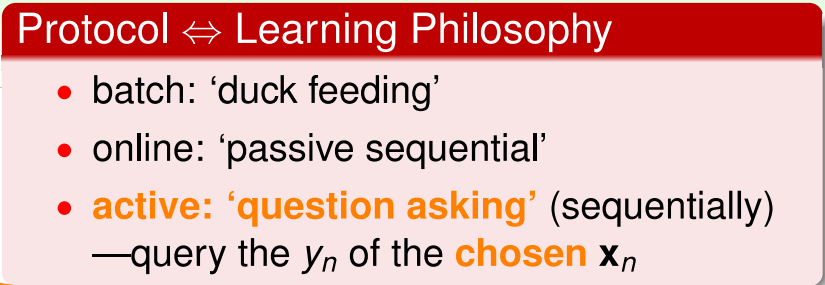 Protocol ⇔ Learning Philosophy
• batch: ‘duck feeding’
• online: ‘passive sequential’
• active: ‘question asking’ (sequentially)
—query the yn of the chosen xn